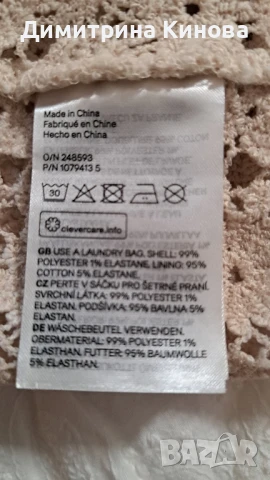 Димитрина Кинова
Made in China
Fabriqué en Chine
Hecho en China
O/N 248593
P/N 1079413 5
30
clevercare.info
GB USE A LAUNDRY BAG. SHELL: 99%
POLYESTER 1% ELASTANE, LINING: 95%
COTTON 5% ELASTANE.
CZ PERTE V SÁČKU PRO ŠETRNÉ PRANÍ.
SVRCHNÍ LÁTKA: 99% POLYESTER 1%
ELASTAN, PODŠÍVKA: 95% BAVLNA 5%
ELASTAN.
DE WÄSCHEBEUTEL VERWENDEN.
OBERMATERIAL: 99% POLYESTER 1%
ELASTHAN, FUTTER: 95% BAUMWOLLE
5% ELASTHAN.
BAZAR